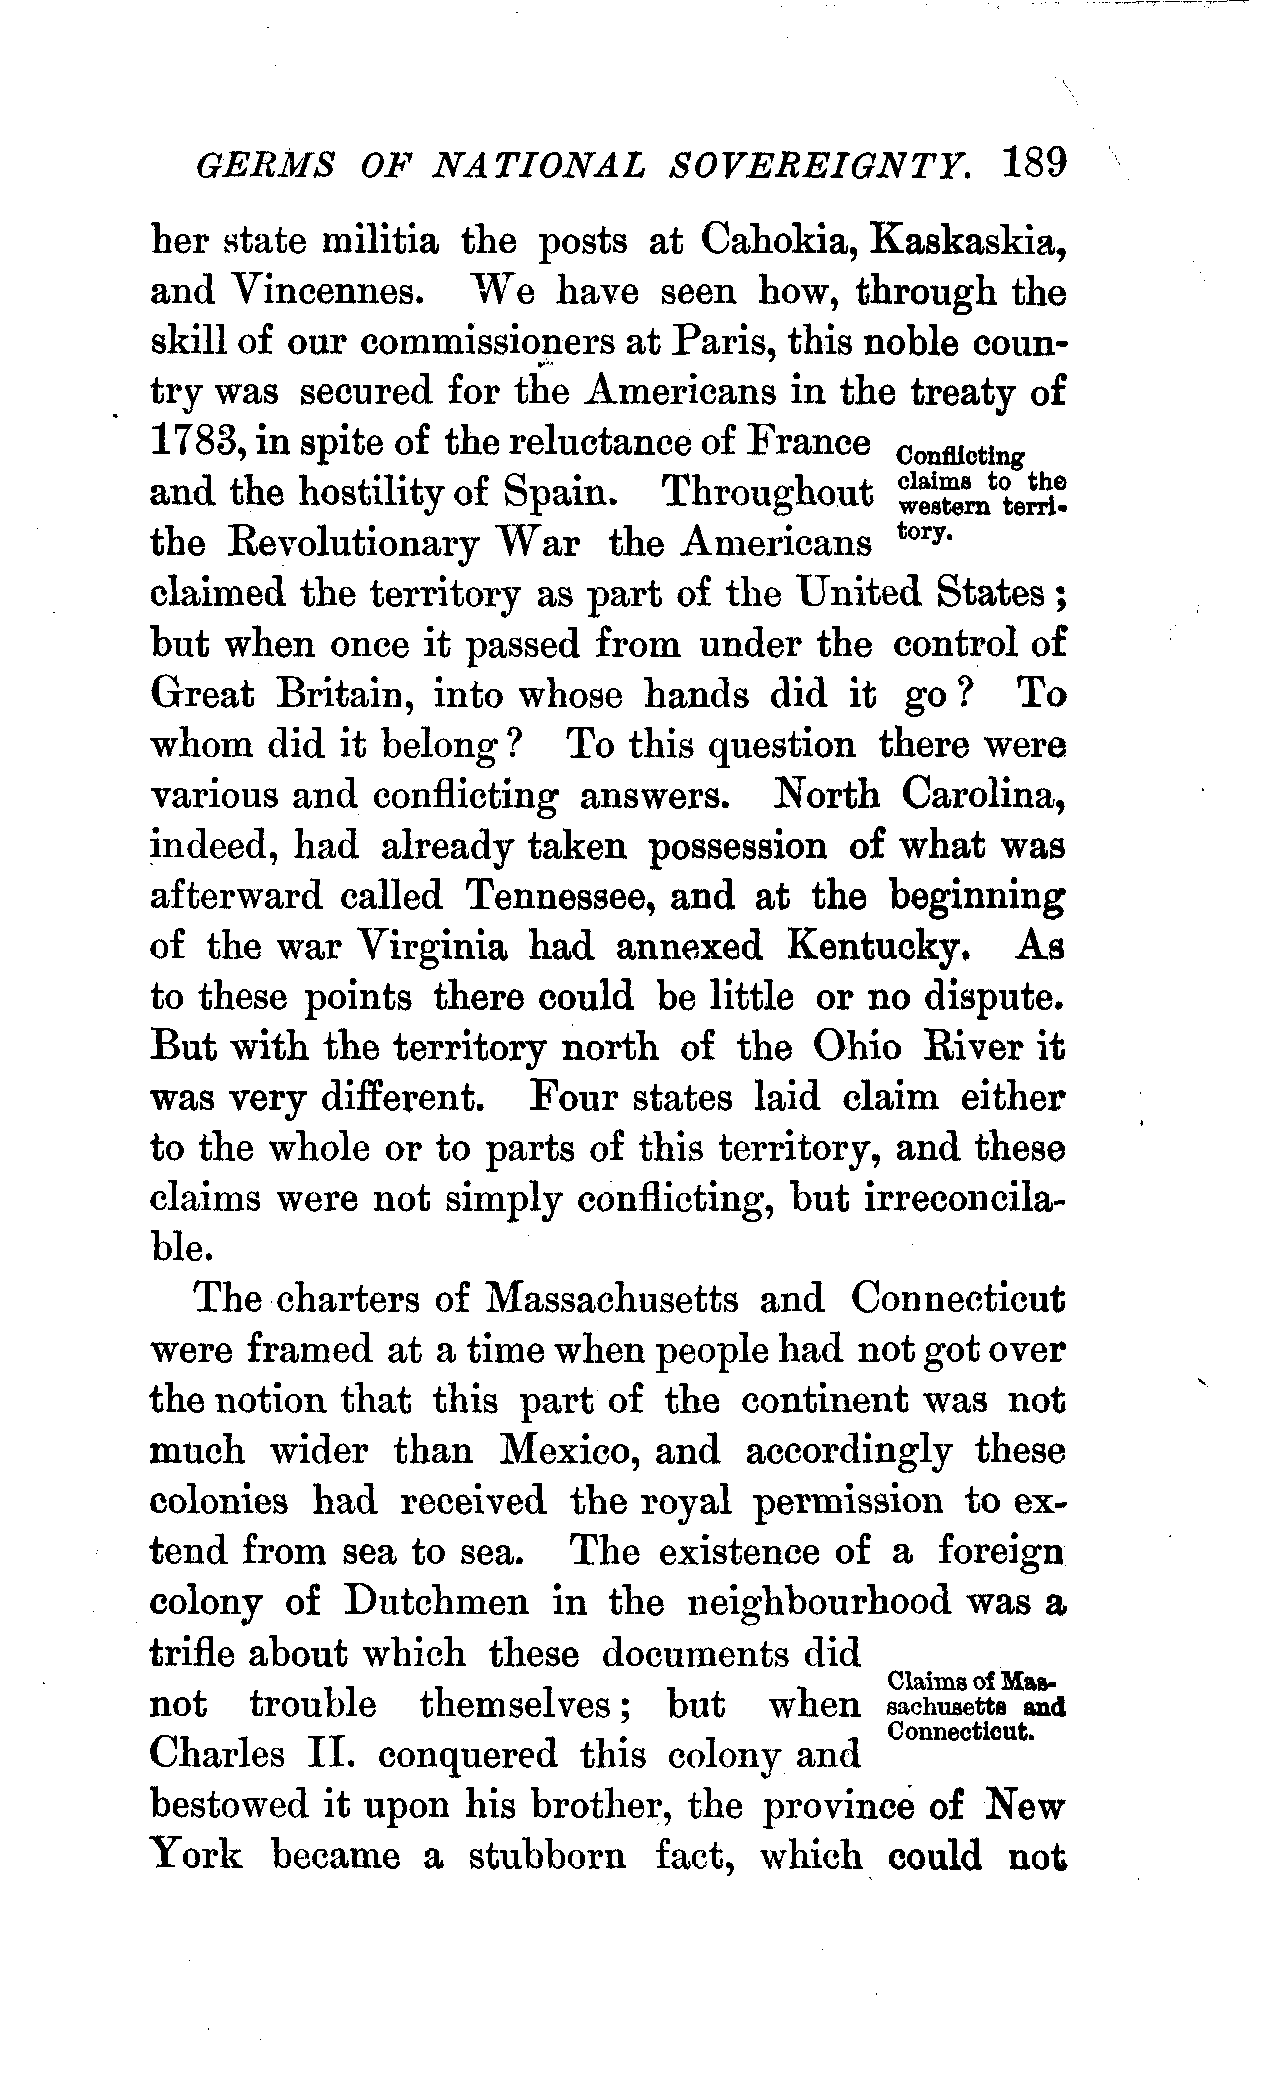 GERMS OF NATIONAL SOVEREIGNTY. 189
her state militia the posts at Cahokia, Kaskaskia,
and Vincennes. We have seen how, through the
skill of our commissioners at Paris, this noble coun-
try was secured for the Americans in the treaty of
1783, in spite of the reluctance of France
and the hostility of Spain. Throughout
the Revolutionary War the Americans
Conflicting
claims to the
western terri-
tory.
claimed the territory as part of the United States ;
but when once it passed from under the control of
Great Britain, into whose hands did it go ? To
whom did it belong ? To this question there were
various and conflicting answers. North Carolina,
indeed, had already taken possession of what was
afterward called Tennessee, and at the beginning
of the war Virginia had annexed Kentucky. As
to these points there could be little or no dispute.
But with the territory north of the Ohio River it
was very different. Four states laid claim either
to the whole or to parts of this territory, and these
claims were not simply conflicting, but irreconcila-
ble.
The charters of Massachusetts and Connecticut
were framed at a time when people had not got over
the notion that this part of the continent was not
much wider than Mexico, and accordingly these
colonies had received the royal permission to ex-
tend from sea to sea. The existence of a foreign
colony of Dutchmen in the neighbourhood was a
trifle about which these documents did
not trouble themselves ; but when
Charles II. conquered this colony and
Claims of Mas-
sachusetts and
Connecticut.
bestowed it upon his brother, the province of New
York became a stubborn fact, which could not